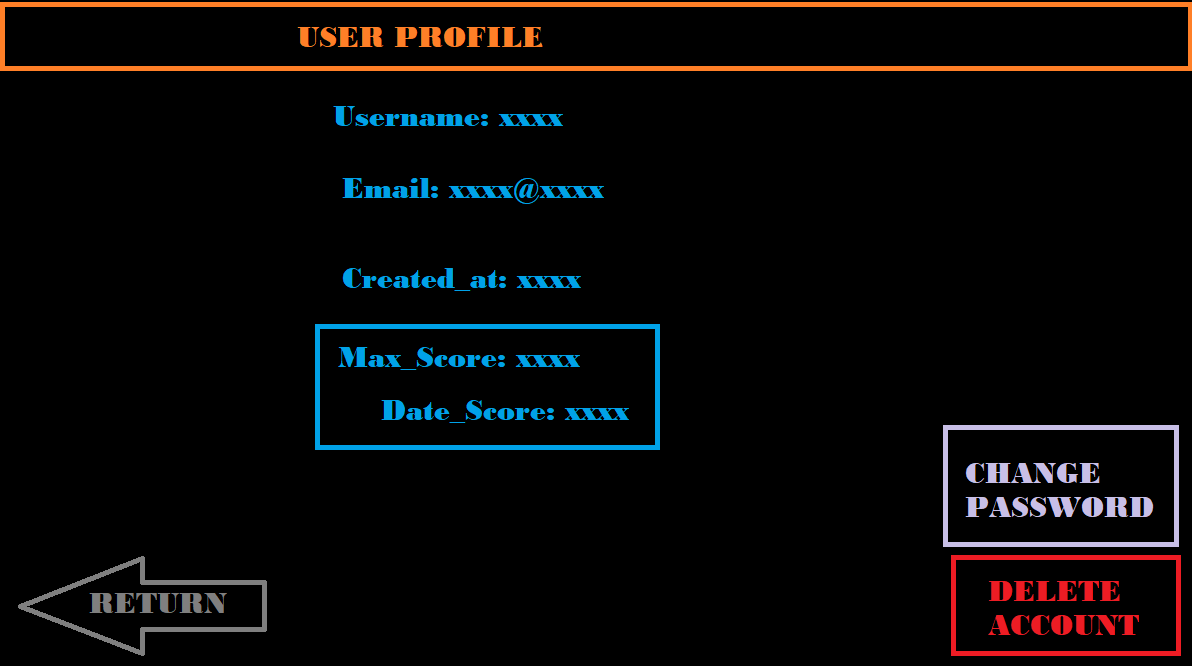 USER PROFILE
Username: xxxx
Email: xxxx@xxxx
Created_at: xxxx
Max_Score: xxxx
Date_Score: xxxx
CHANGE
PASSWORD
RETURN
DELETE
ACCOUNT